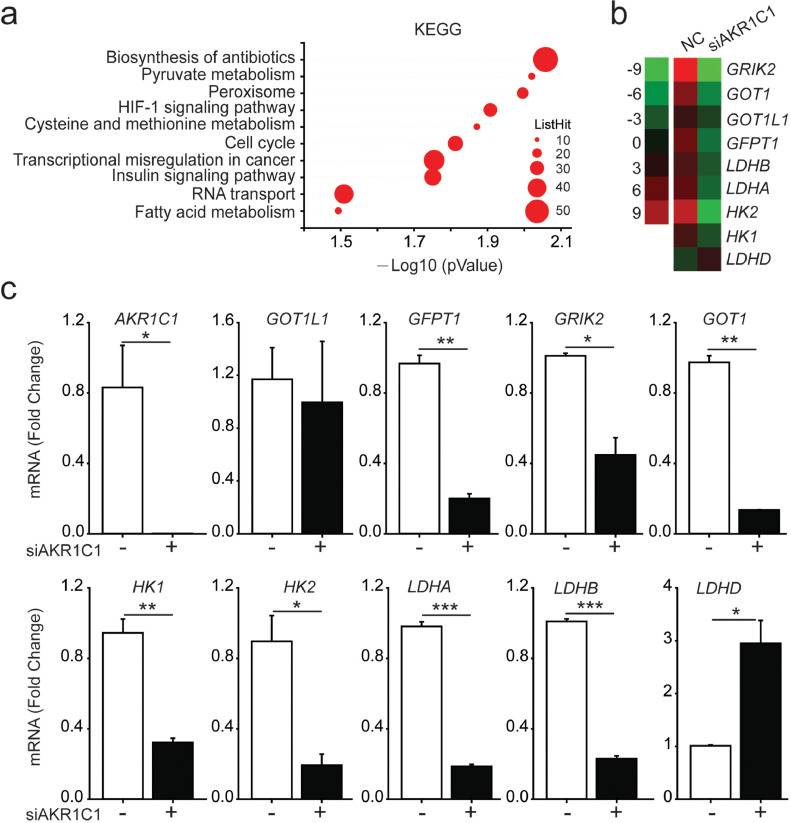 a
KEGG
Biosynthesis of antibiotics
Pyruvate metabolism
Peroxisome
HIF-1 signaling pathway
Cysteine and methionine metabolism
Cell cycle
Transcriptional misregulation in cancer
Insulin signaling pathway
RNA transport
Fatty acid metabolism
ListHit
10
20
30
40
50
1.5 1.7 1.9 2.1
−Log10 (pValue)
b
NC siAKR1C1
-9 GRIK2
-6 GOT1
-3 GOT1L1
0 GFPT1
3 LDHB
6 LDHA
9 HK2
HK1
LDHD
c
mRNA (Fold Change)
AKR1C1 GOT1L1 GFPT1 GRIK2 GOT1
* ** * **
1.2 1.6 1.2 1.2 1.2
0.8 1.2 0.8 0.8 0.8
0.8
0.4 0.4 0.4 0.4 0.4
0.0 0.0 0.0 0.0 0.0
siAKR1C1 - + - + - + - + - +
mRNA (Fold Change)
HK1 HK2 LDHA LDHB LDHD
** * *** *** *
1.2 1.2 1.2 1.2 4
3
0.8 0.8 0.8 0.8
2
0.4 0.4 0.4 0.4 1
0.0 0.0 0.0 0.0 0
siAKR1C1 - + - + - + - + - +